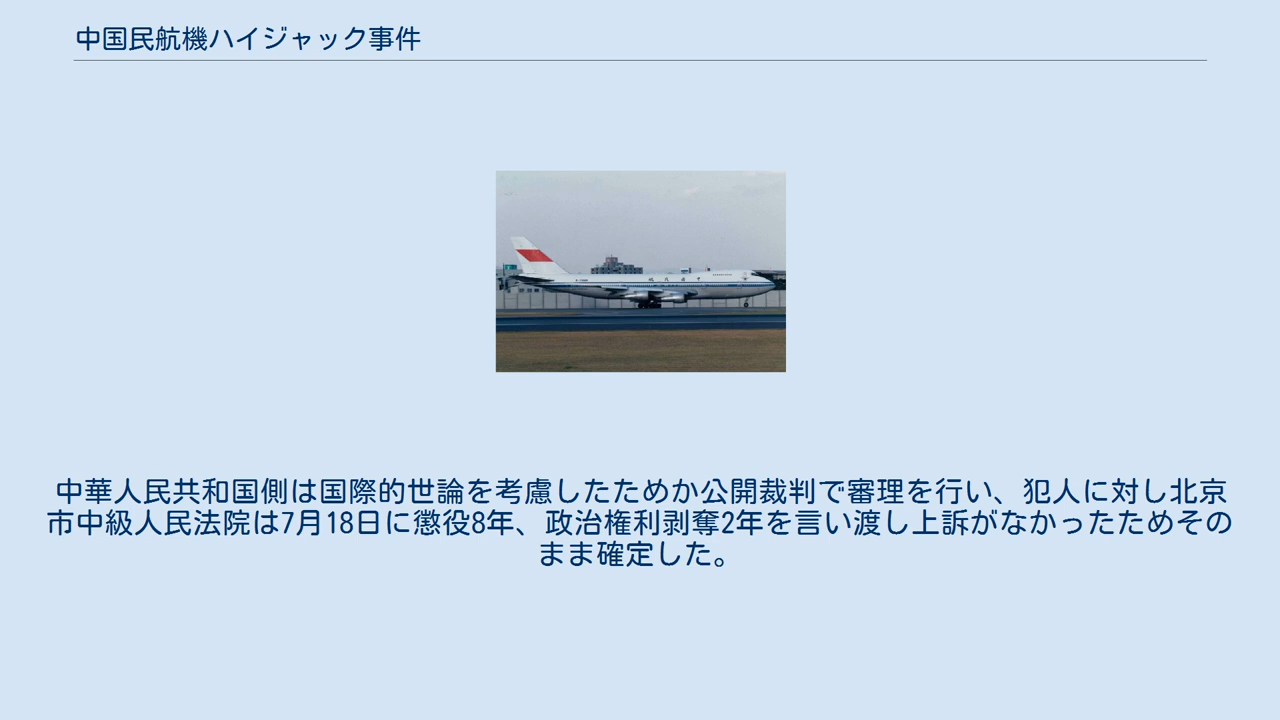 中国民航機ハイジャック事件
中華人民共和国側は国際的世論を考慮したためか公開裁判で審理を行い、犯人に対し北京
市中級人民法院は7月18日に懲役8年、政治権利剥奪2年を言い渡し上訴がなかったためその
まま確定した。